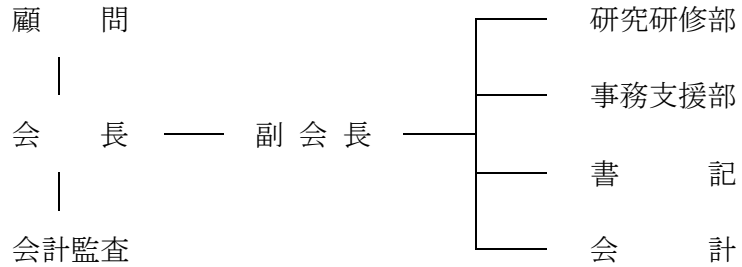 顧問
研究研修部
事務支援部
会長
副会長
書記
会計監査
会計